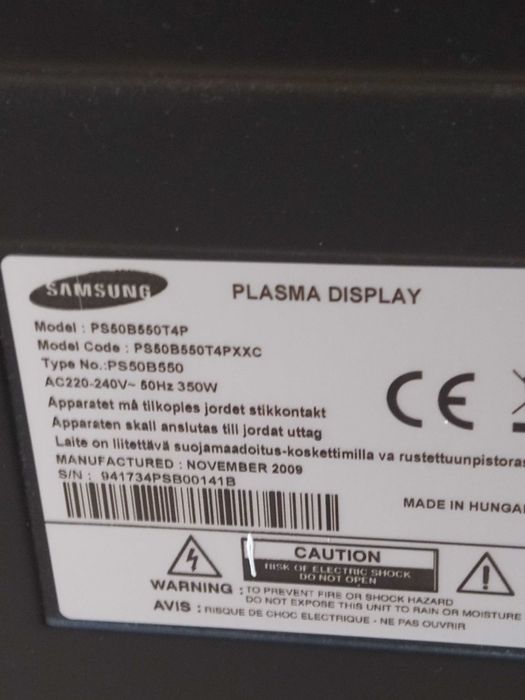 SAMSUNG
PLASMA DISPLAY
Model : PS50B550T4P
Model Code : PS50B550T4PXXC
Type No.:PS50B550
AC220-240V~ 50Hz 350W
Apparatet må tilkoples jordet stikkontakt
Apparaten skall anslutas till jordat uttag
Laite on liitettävä suojamaadoitus-koskettimilla va rustettuunpistoras
MANUFACTURED : NOVEMBER 2009
S/N : 941734PSB00141B
CE
MADE IN HUNGA
CAUTION
RISK OF ELECTRIC SHOCK
DO NOT OPEN
WARNING : TO PREVENT FIRE OR SHOCK HAZARD
DO NOT EXPOSE THIS UNIT TO RAIN OR MOISTURE
AVIS : RISQUE DE CHOC ELECTRIQUE - NE PAS OUVRIR